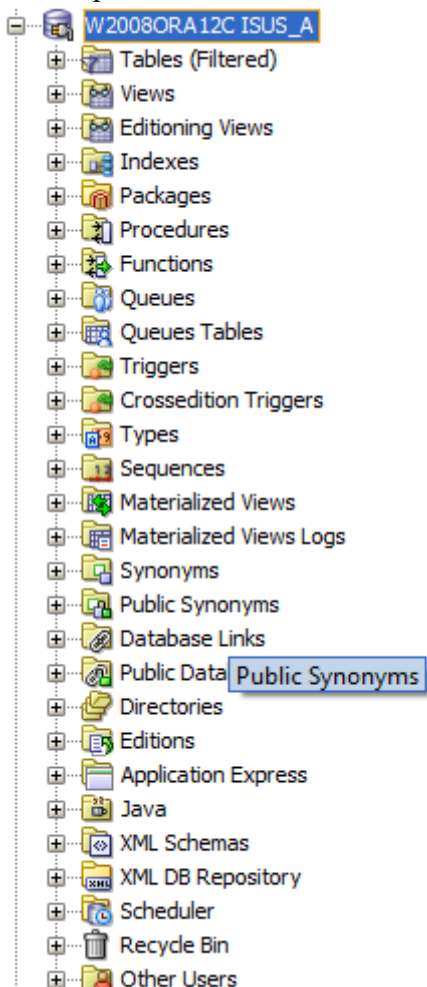 W2008ORA12C ISUS_A
Tables (Filtered)
Views
Editioning Views
Indexes
Packages
Procedures
Functions
Queues
Queues Tables
Triggers
Crossedition Triggers
Types
Sequences
Materialized Views
Materialized Views Logs
Synonyms
Public Synonyms
Database Links
Public Data Public Synonyms
Directories
Editions
Application Express
Java
XML Schemas
XML DB Repository
Scheduler
Recycle Bin
Other Users